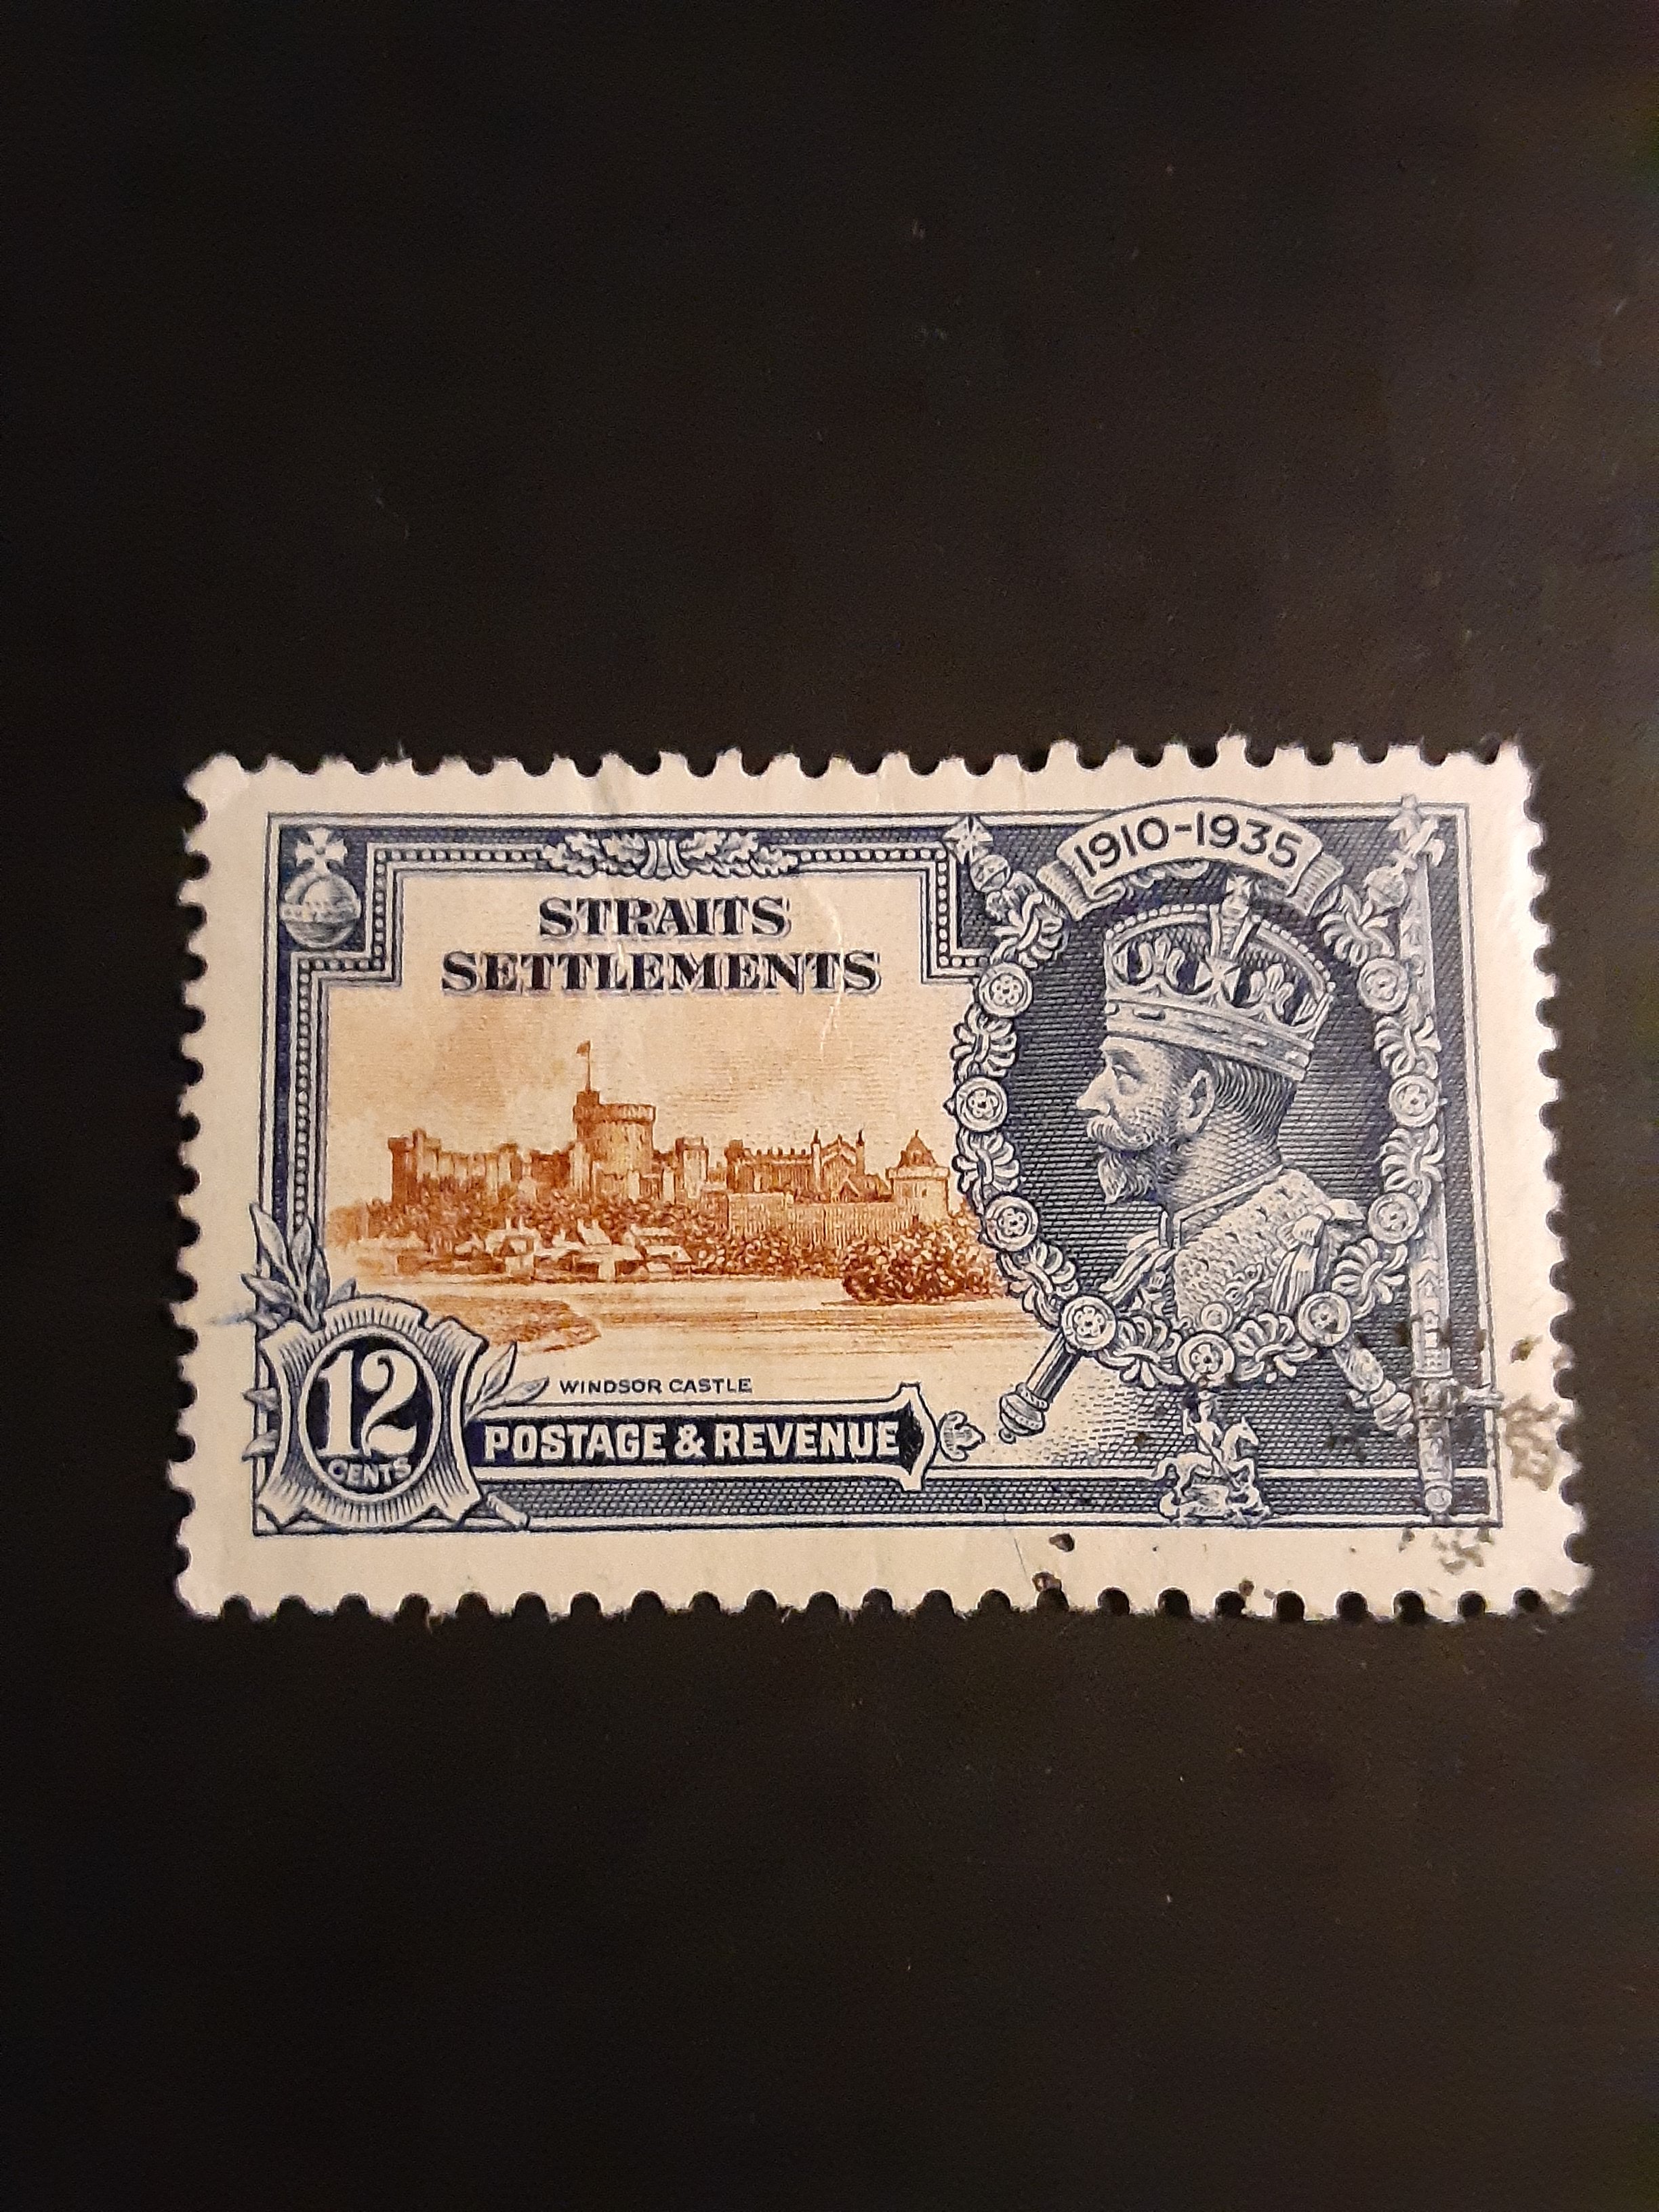 1910-1935
STRAITS
SETTLEMENTS
WINDSOR CASTLE
12
CENTS
POSTAGE & REVENUE